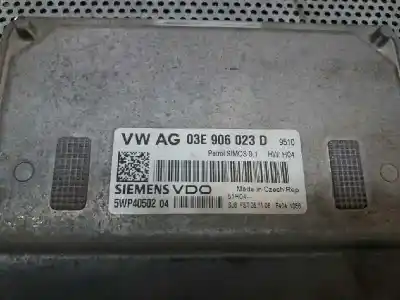 VW AG 03E 906 023 D 9510
Petrol SIMOS 9.1 HW: H04
SIEMENS VDO Made in Czech Rep
5WP40502 04